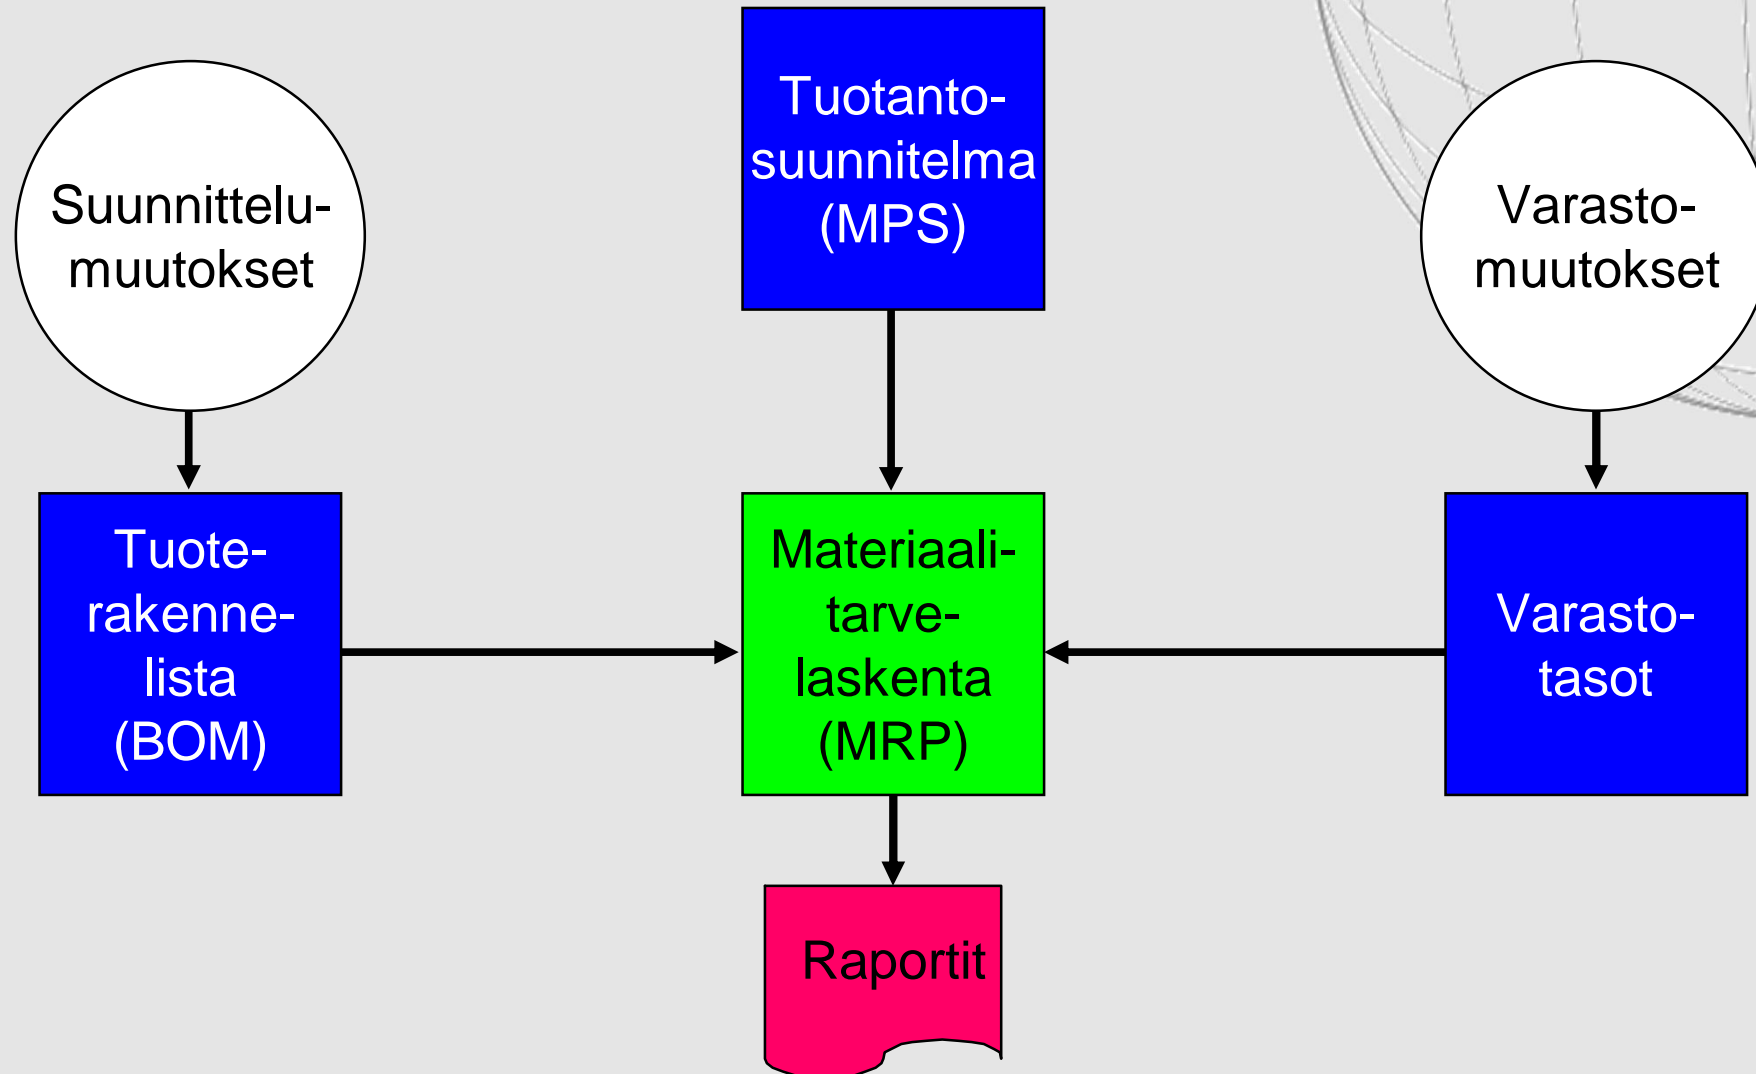 Suunnittelu-
muutokset
Tuotanto-
suunnitelma
(MPS)
Varasto-
muutokset
Tuote-
rakenne-
lista
(BOM)
Materiaali-
tarve-
laskenta
(MRP)
Varasto-
tasot
Raportit